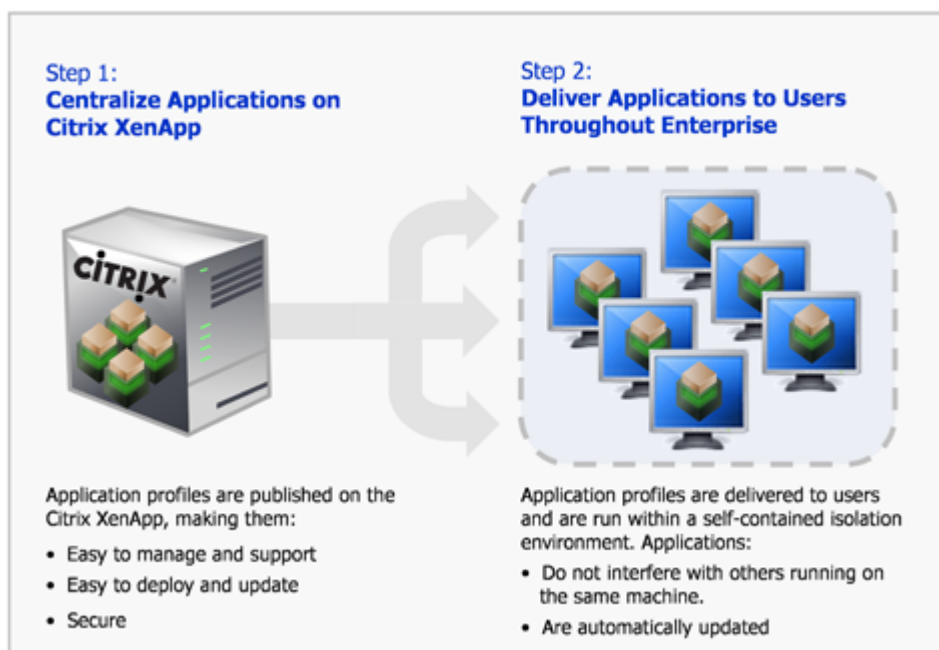 Step 1:
Centralize Applications on
Citrix XenApp
CITRIX
Application profiles are published on the
Citrix XenApp, making them:
• Easy to manage and support
• Easy to deploy and update
• Secure
Step 2:
Deliver Applications to Users
Throughout Enterprise
Application profiles are delivered to users
and are run within a self-contained isolation
environment. Applications:
• Do not interfere with others running on
the same machine.
• Are automatically updated